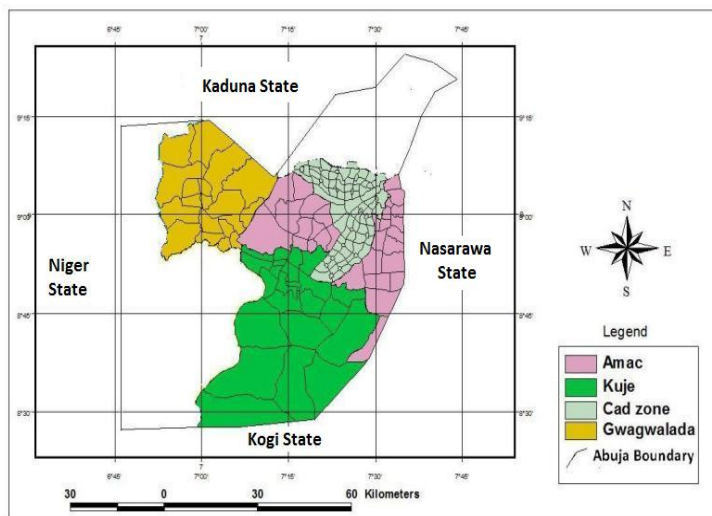 6°45' 7°00 7°15' 7°30' 7°45'
Kaduna State
9°15' 9°15'
9°00 9°00
Niger
State
Nasarawa
State
N
W E
S
8°45' 8°45'
8°30' 8°30'
Kogi State
6°45' 7 7°15' 7°30' 7°45'
30 0 30 60 Kilometers
Legend
Amac
Kuje
Cad zone
Gwagwalada
Abuja Boundary